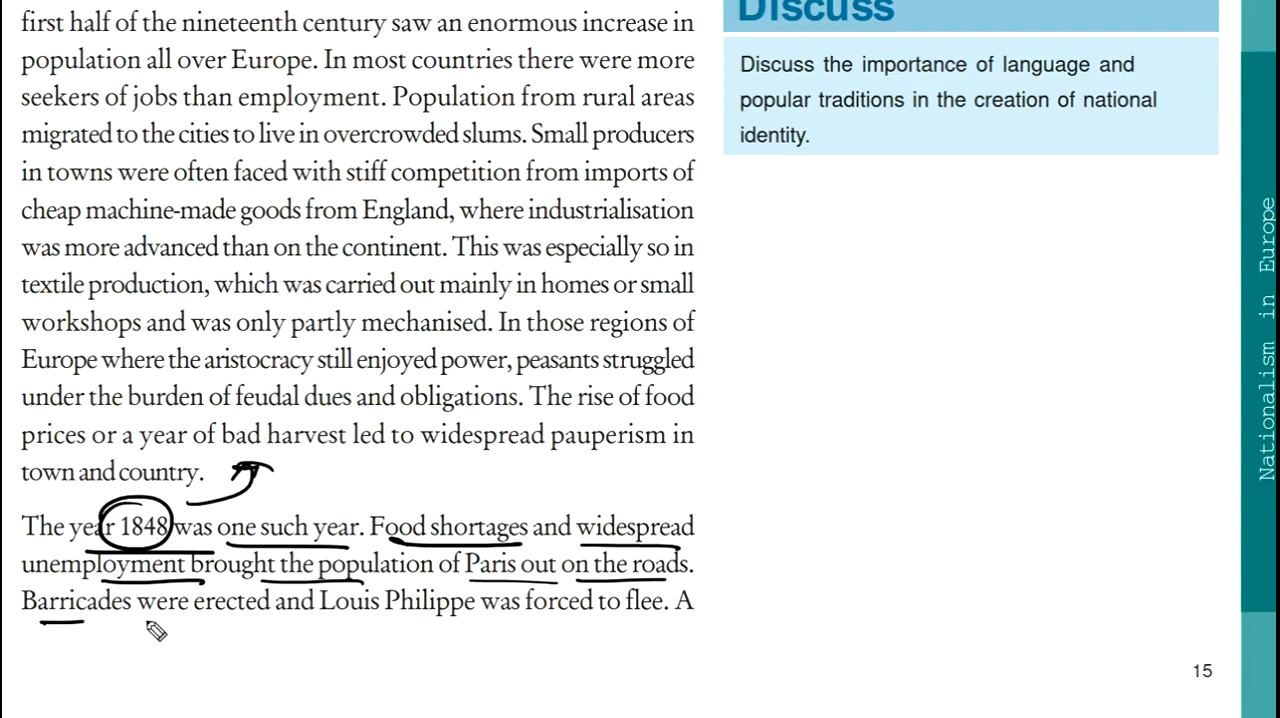 first half of the nineteenth century saw an enormous increase in
population all over Europe. In most countries there were more
seekers of jobs than employment. Population from rural areas
migrated to the cities to live in overcrowded slums. Small producers
in towns were often faced with stiff competition from imports of
cheap machine-made goods from England, where industrialisation
was more advanced than on the continent. This was especially so in
textile production, which was carried out mainly in homes or small
workshops and was only partly mechanised. In those regions of
Europe where the aristocracy still enjoyed power, peasants struggled
under the burden of feudal dues and obligations. The rise of food
prices or a year of bad harvest led to widespread pauperism in
town and country.
The year 1848 was one such year. Food shortages and widespread
unemployment brought the population of Paris out on the roads.
Barricades were erected and Louis Philippe was forced to flee. A
Discuss
Discuss the importance of language and
popular traditions in the creation of national
identity.
Nationalism in Europe
15